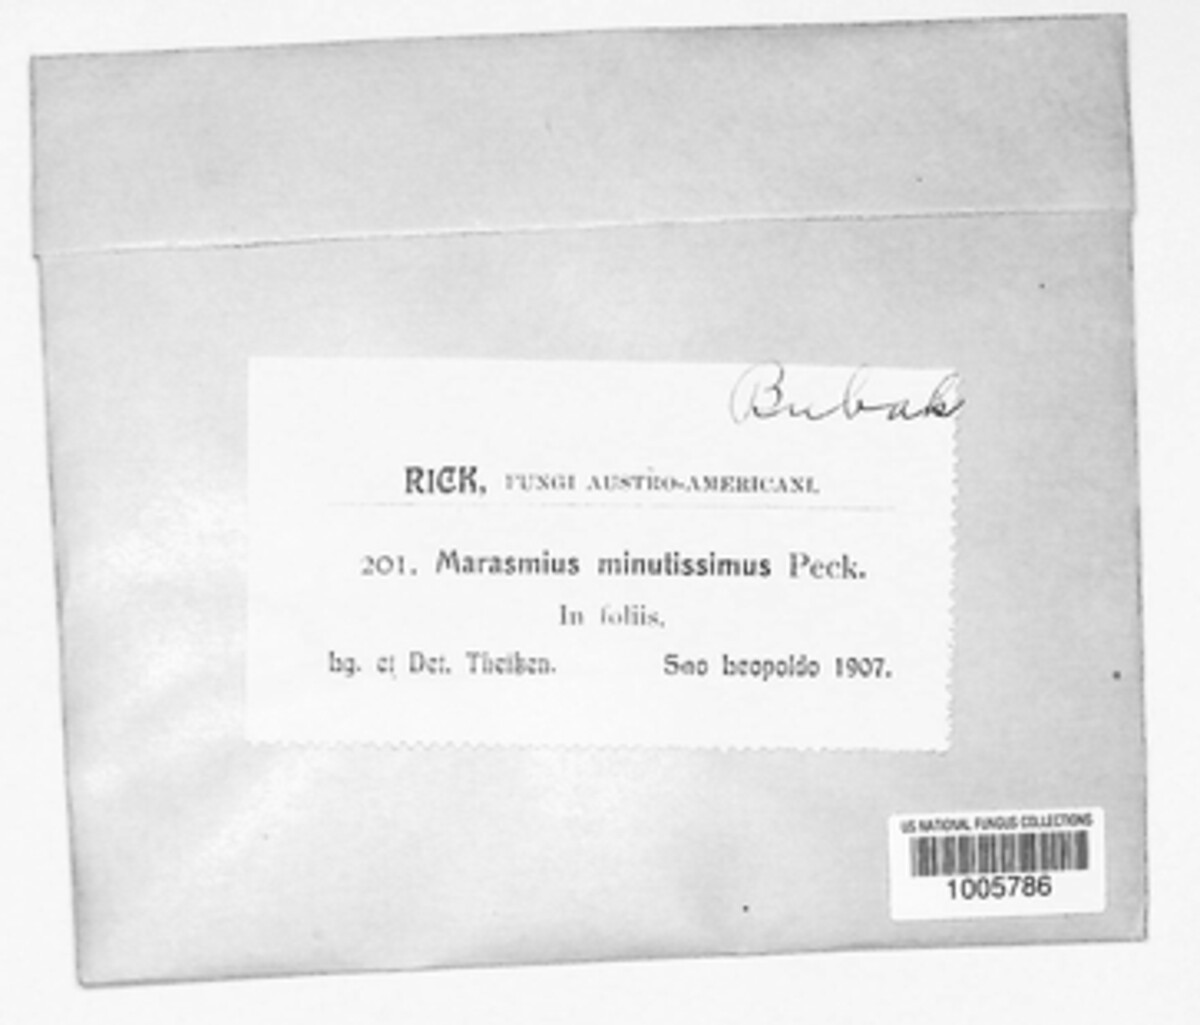 Bubak
RICK, FUNGI AUSTRO-AMERICANI.
201. Marasmius minutissimus Peck.
In foliis.
lig. et Det. Theißen. Sao Leopoldo 1907.
US NATIONAL FUNGUS COLLECTIONS
1005786